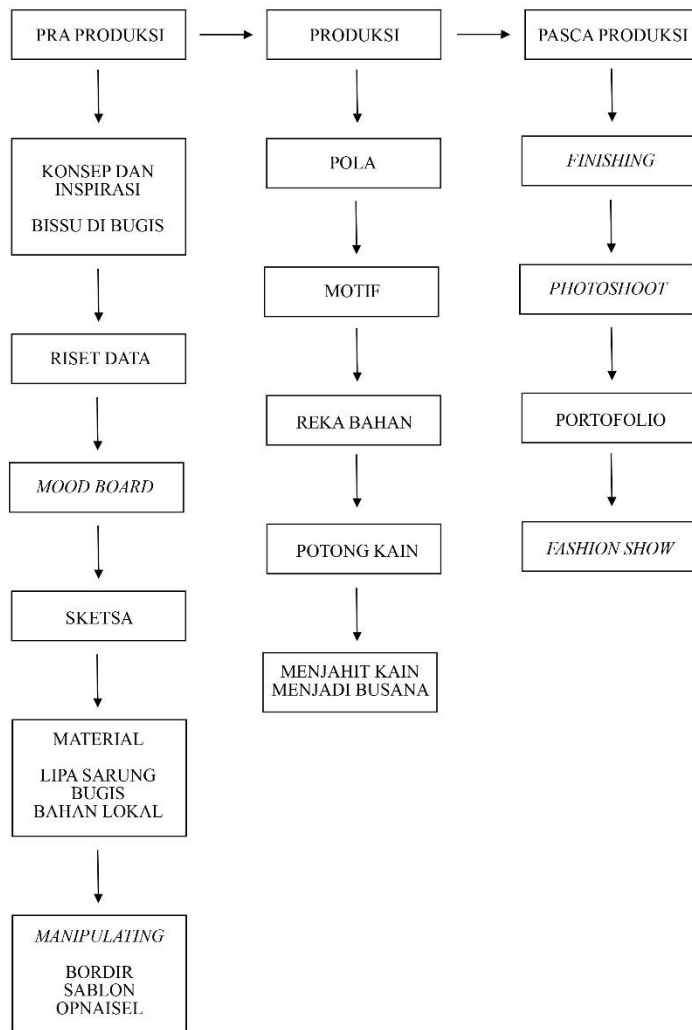 PRA PRODUKSI
PRODUKSI
PASCA PRODUKSI
KONSEP DAN
INSPIRASI
BISSU DI BUGIS
RISET DATA
MOOD BOARD
SKETSA
MATERIAL
LIPA SARUNG
BUGIS
BAHAN LOKAL
MANIPULATING
BORDIR
SABLON
OPNAISEL
POLA
MOTIF
REKA BAHAN
POTONG KAIN
MENJAHIT KAIN
MENJADI BUSANA
FINISHING
PHOTOSHOOT
PORTOFOLIO
FASHION SHOW